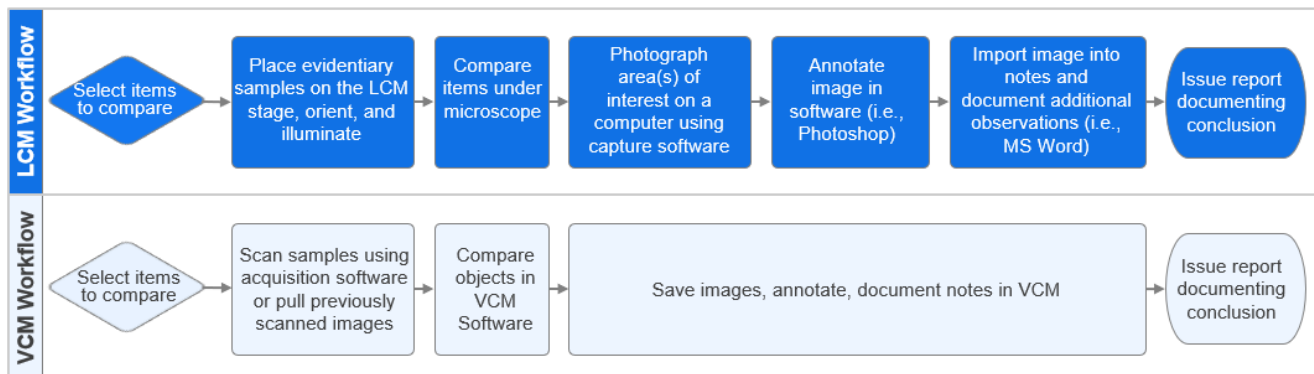 LCM Workflow
Select items
to compare
Place evidentiary
samples on the LCM
stage, orient, and
illuminate
Compare
items under
microscope
Photograph
area(s) of
interest on a
computer using
capture software
Annotate
image in
software (i.e.,
Photoshop)
Import image into
notes and
document additional
observations (i.e.,
MS Word)
Issue report
documenting
conclusion
VCM Workflow
Select items
to compare
Scan samples using
acquisition software
or pull previously
scanned images
Compare
objects in
VCM
Software
Save images, annotate, document notes in VCM
Issue report
documenting
conclusion